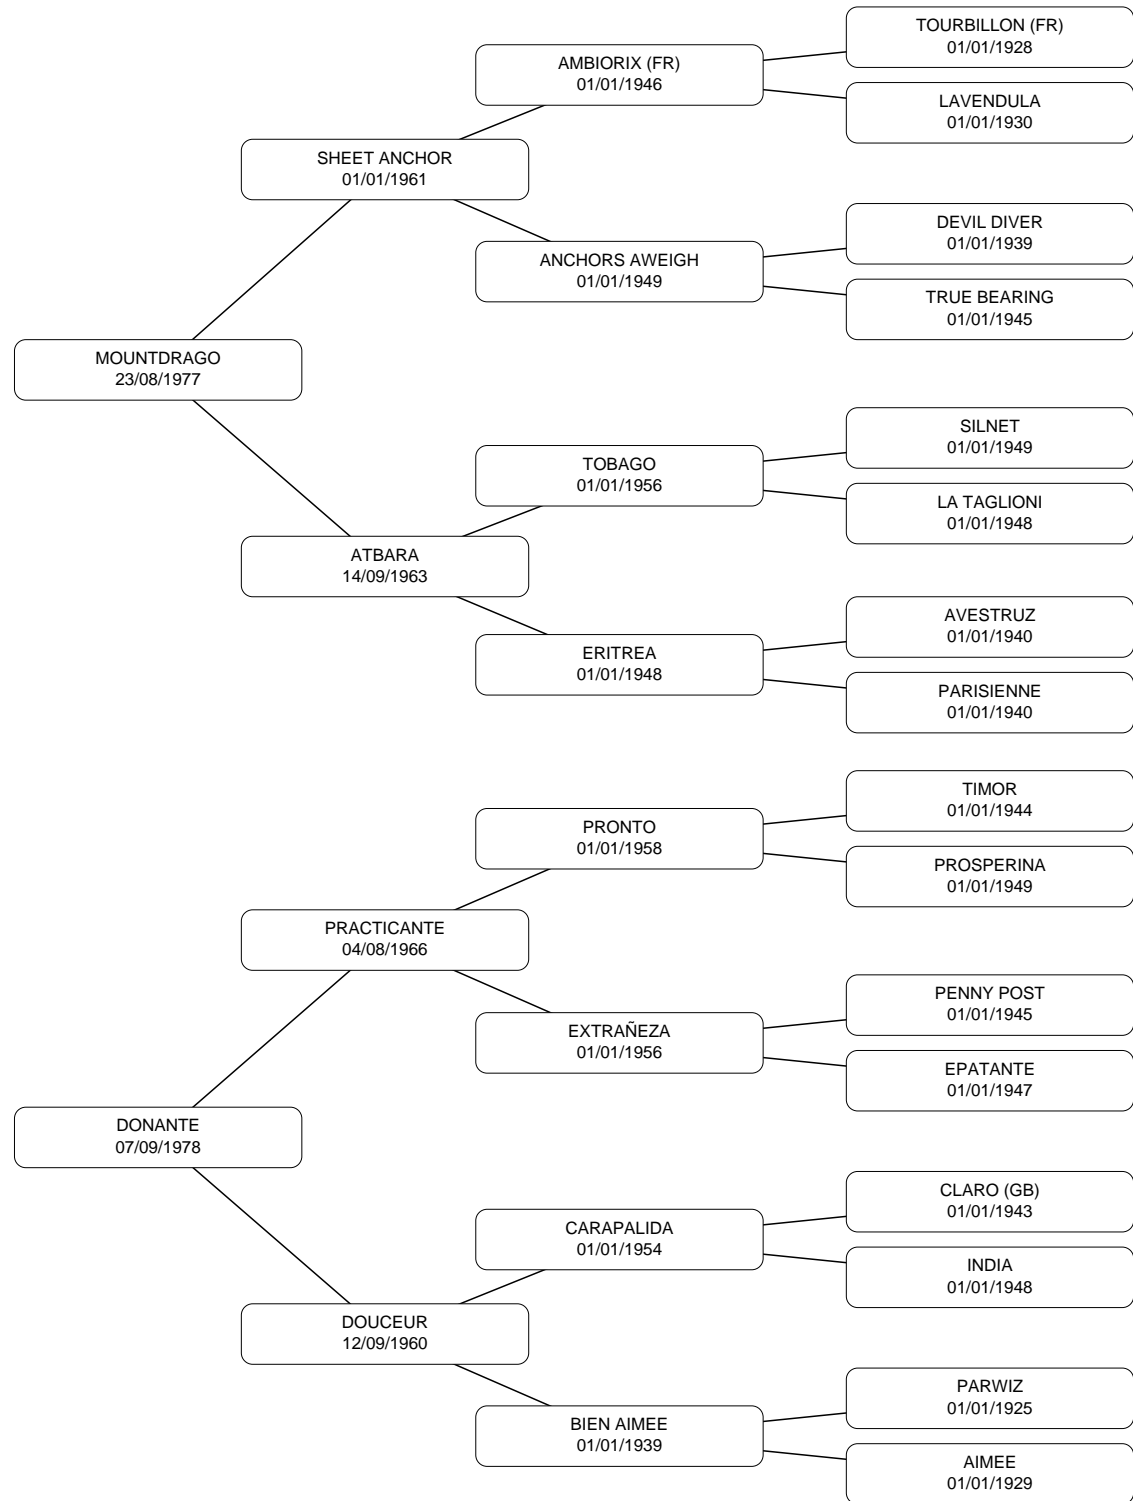 TOURBILLON (FR)
01/01/1928
AMBIORIX (FR)
01/01/1946
LAVENDULA
01/01/1930
SHEET ANCHOR
01/01/1961
DEVIL DIVER
01/01/1939
ANCHORS AWEIGH
01/01/1949
TRUE BEARING
01/01/1945
MOUNTDRAGO
23/08/1977
SILNET
01/01/1949
TOBAGO
01/01/1956
LA TAGLIONI
01/01/1948
ATBARA
14/09/1963
AVESTRUZ
01/01/1940
ERITREA
01/01/1948
PARISIENNE
01/01/1940
TIMOR
01/01/1944
PRONTO
01/01/1958
PROSPERINA
01/01/1949
PRACTICANTE
04/08/1966
PENNY POST
01/01/1945
EXTRAÑEZA
01/01/1956
EPATANTE
01/01/1947
DONANTE
07/09/1978
CLARO (GB)
01/01/1943
CARAPALIDA
01/01/1954
INDIA
01/01/1948
DOUCEUR
12/09/1960
PARWIZ
01/01/1925
BIEN AIMEE
01/01/1939
AIMEE
01/01/1929